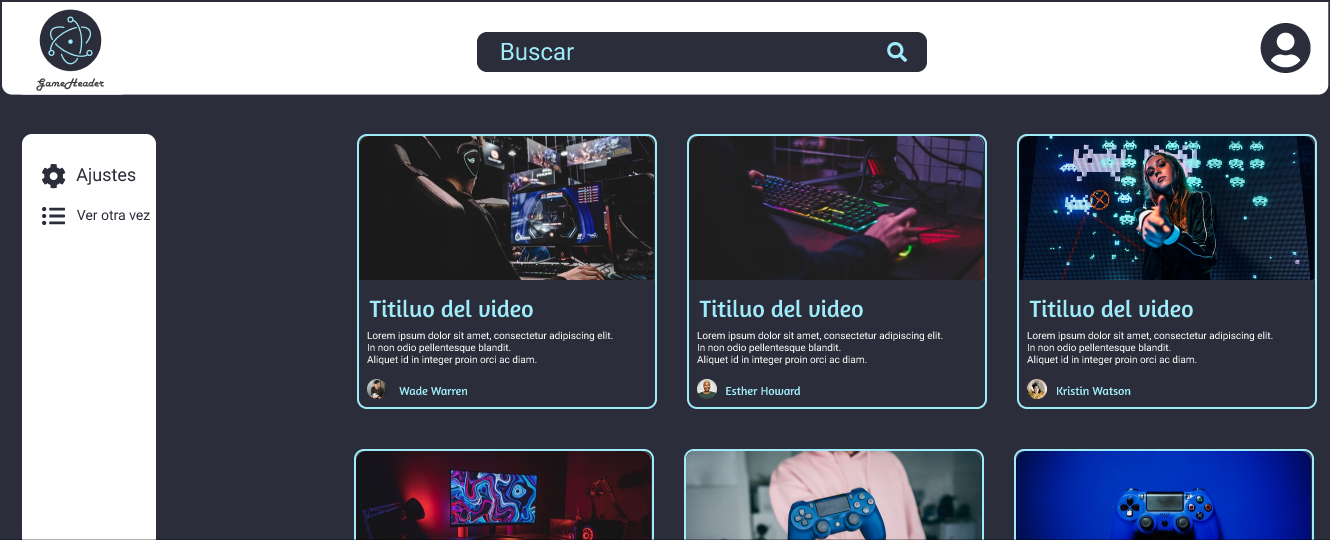 GameHeader
Buscar
Ajustes
Ver otra vez
Titiluo del video
Lorem ipsum dolor sit amet, consectetur adipiscing elit.
In non odio pellentesque blandit.
Aliquet id in integer proin orci ac diam.
Wade Warren
Titiluo del video
Lorem ipsum dolor sit amet, consectetur adipiscing elit.
In non odio pellentesque blandit.
Aliquet id in integer proin orci ac diam.
Esther Howard
Titiluo del video
Lorem ipsum dolor sit amet, consectetur adipiscing elit.
In non odio pellentesque blandit.
Aliquet id in integer proin orci ac diam.
Kristin Watson